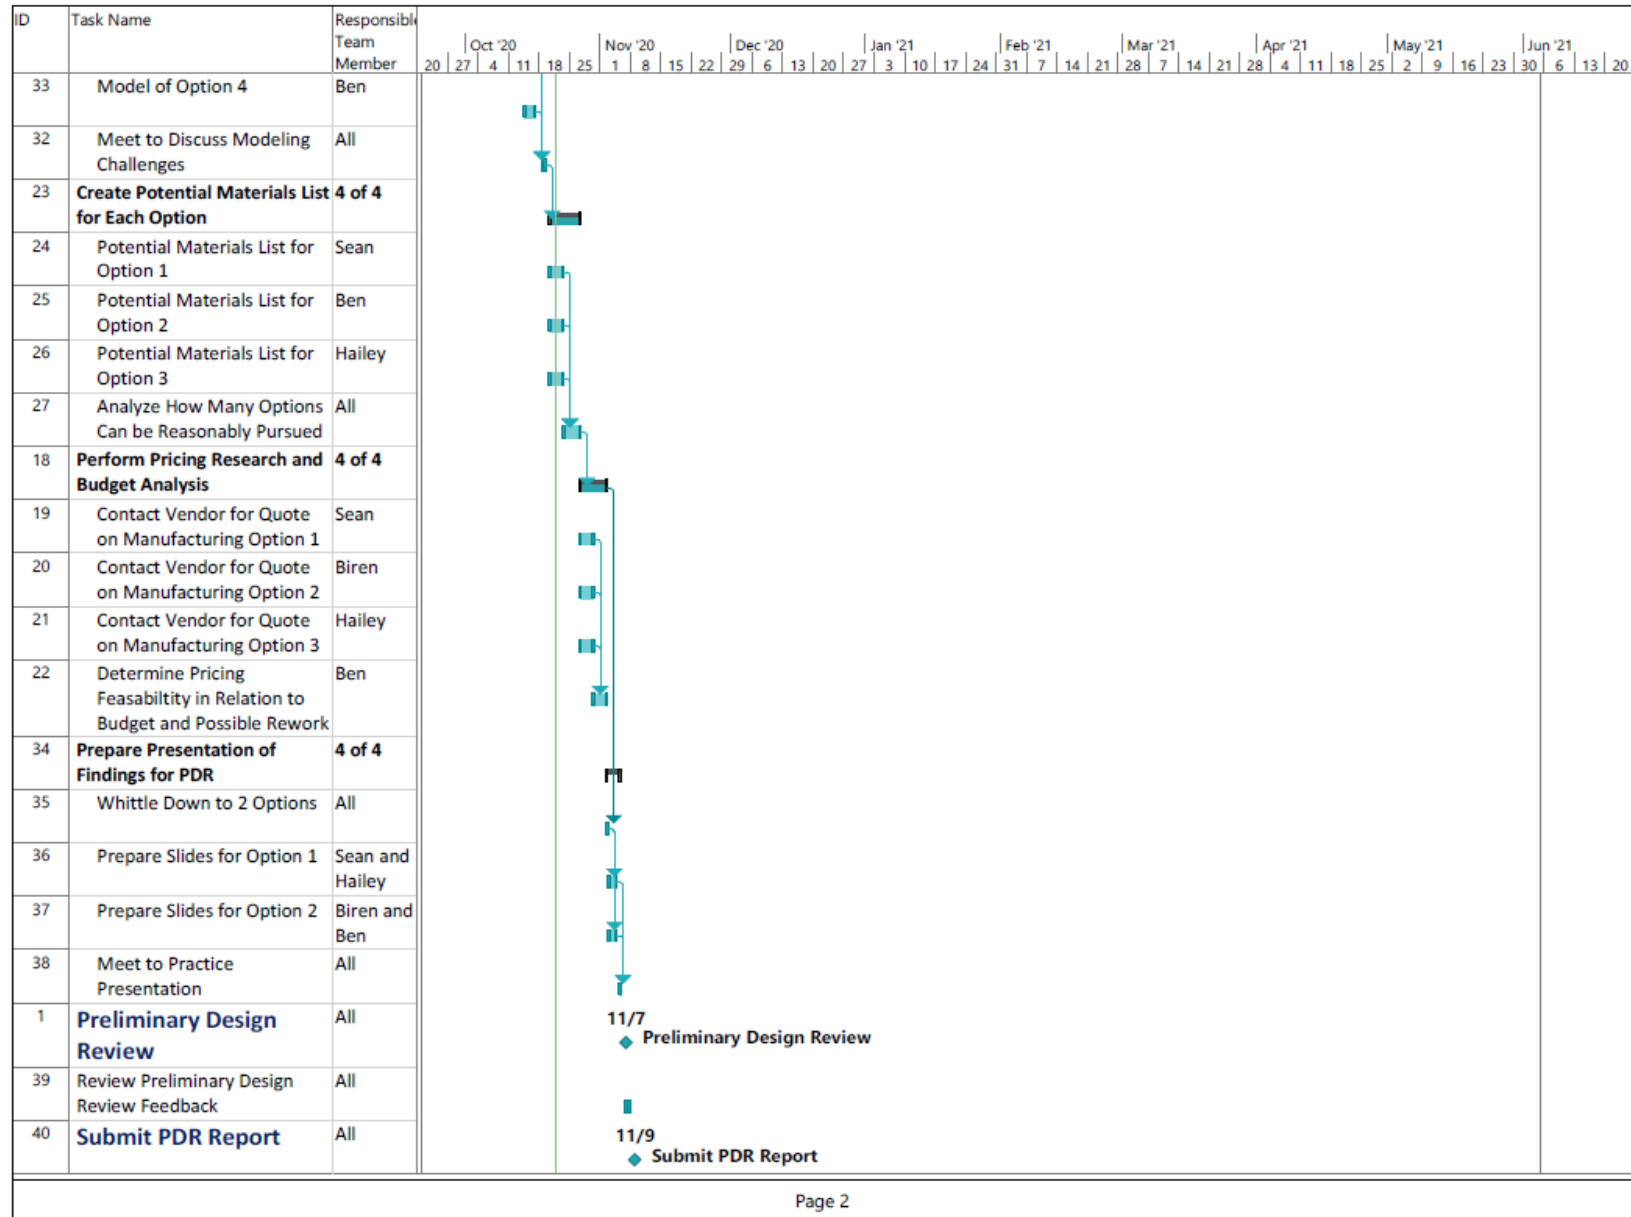 ID Task Name Responsible
Team
Member
Oct '20 Nov '20 Dec '20 Jan '21 Feb '21 Mar '21 Apr '21 May '21 Jun '21
20 27 4 11 18 25 1 8 15 22 29 6 13 20 27 3 10 17 24 31 7 14 21 28 7 14 21 28 4 11 18 25 2 9 16 23 30 6 13 20
33 Model of Option 4 Ben
32 Meet to Discuss Modeling All
Challenges
23 Create Potential Materials List 4 of 4
for Each Option
24 Potential Materials List for Sean
Option 1
25 Potential Materials List for Ben
Option 2
26 Potential Materials List for Hailey
Option 3
27 Analyze How Many Options All
Can be Reasonably Pursued
18 Perform Pricing Research and 4 of 4
Budget Analysis
19 Contact Vendor for Quote Sean
on Manufacturing Option 1
20 Contact Vendor for Quote Biren
on Manufacturing Option 2
21 Contact Vendor for Quote Hailey
on Manufacturing Option 3
22 Determine Pricing Ben
Feasabiltity in Relation to
Budget and Possible Rework
34 Prepare Presentation of 4 of 4
Findings for PDR
35 Whittle Down to 2 Options All
36 Prepare Slides for Option 1 Sean and
Hailey
37 Prepare Slides for Option 2 Biren and
Ben
38 Meet to Practice All
Presentation
1 Preliminary Design All 11/7
Review Preliminary Design Review
39 Review Preliminary Design All
Review Feedback
40 Submit PDR Report All 11/9
Submit PDR Report
Page 2